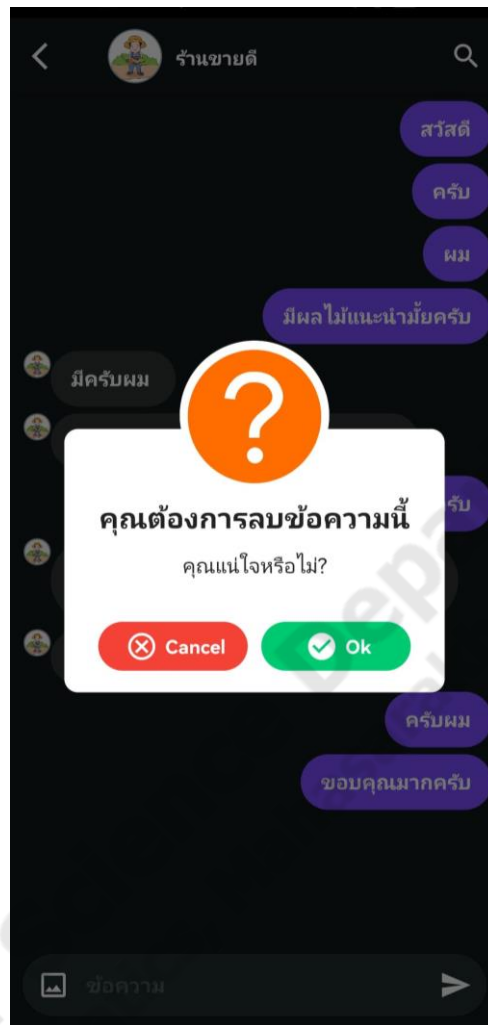 ร้านขายดี
สวัสดี
ครับ
ผม
มีผลไม้แนะนำมั้ยครับ
มีครับผม
คุณต้องการลบข้อความนี้
รับ
คุณแน่ใจหรือไม่?
Cancel
Ok
ครับผม
ขอบคุณมากครับ
ข้อความ